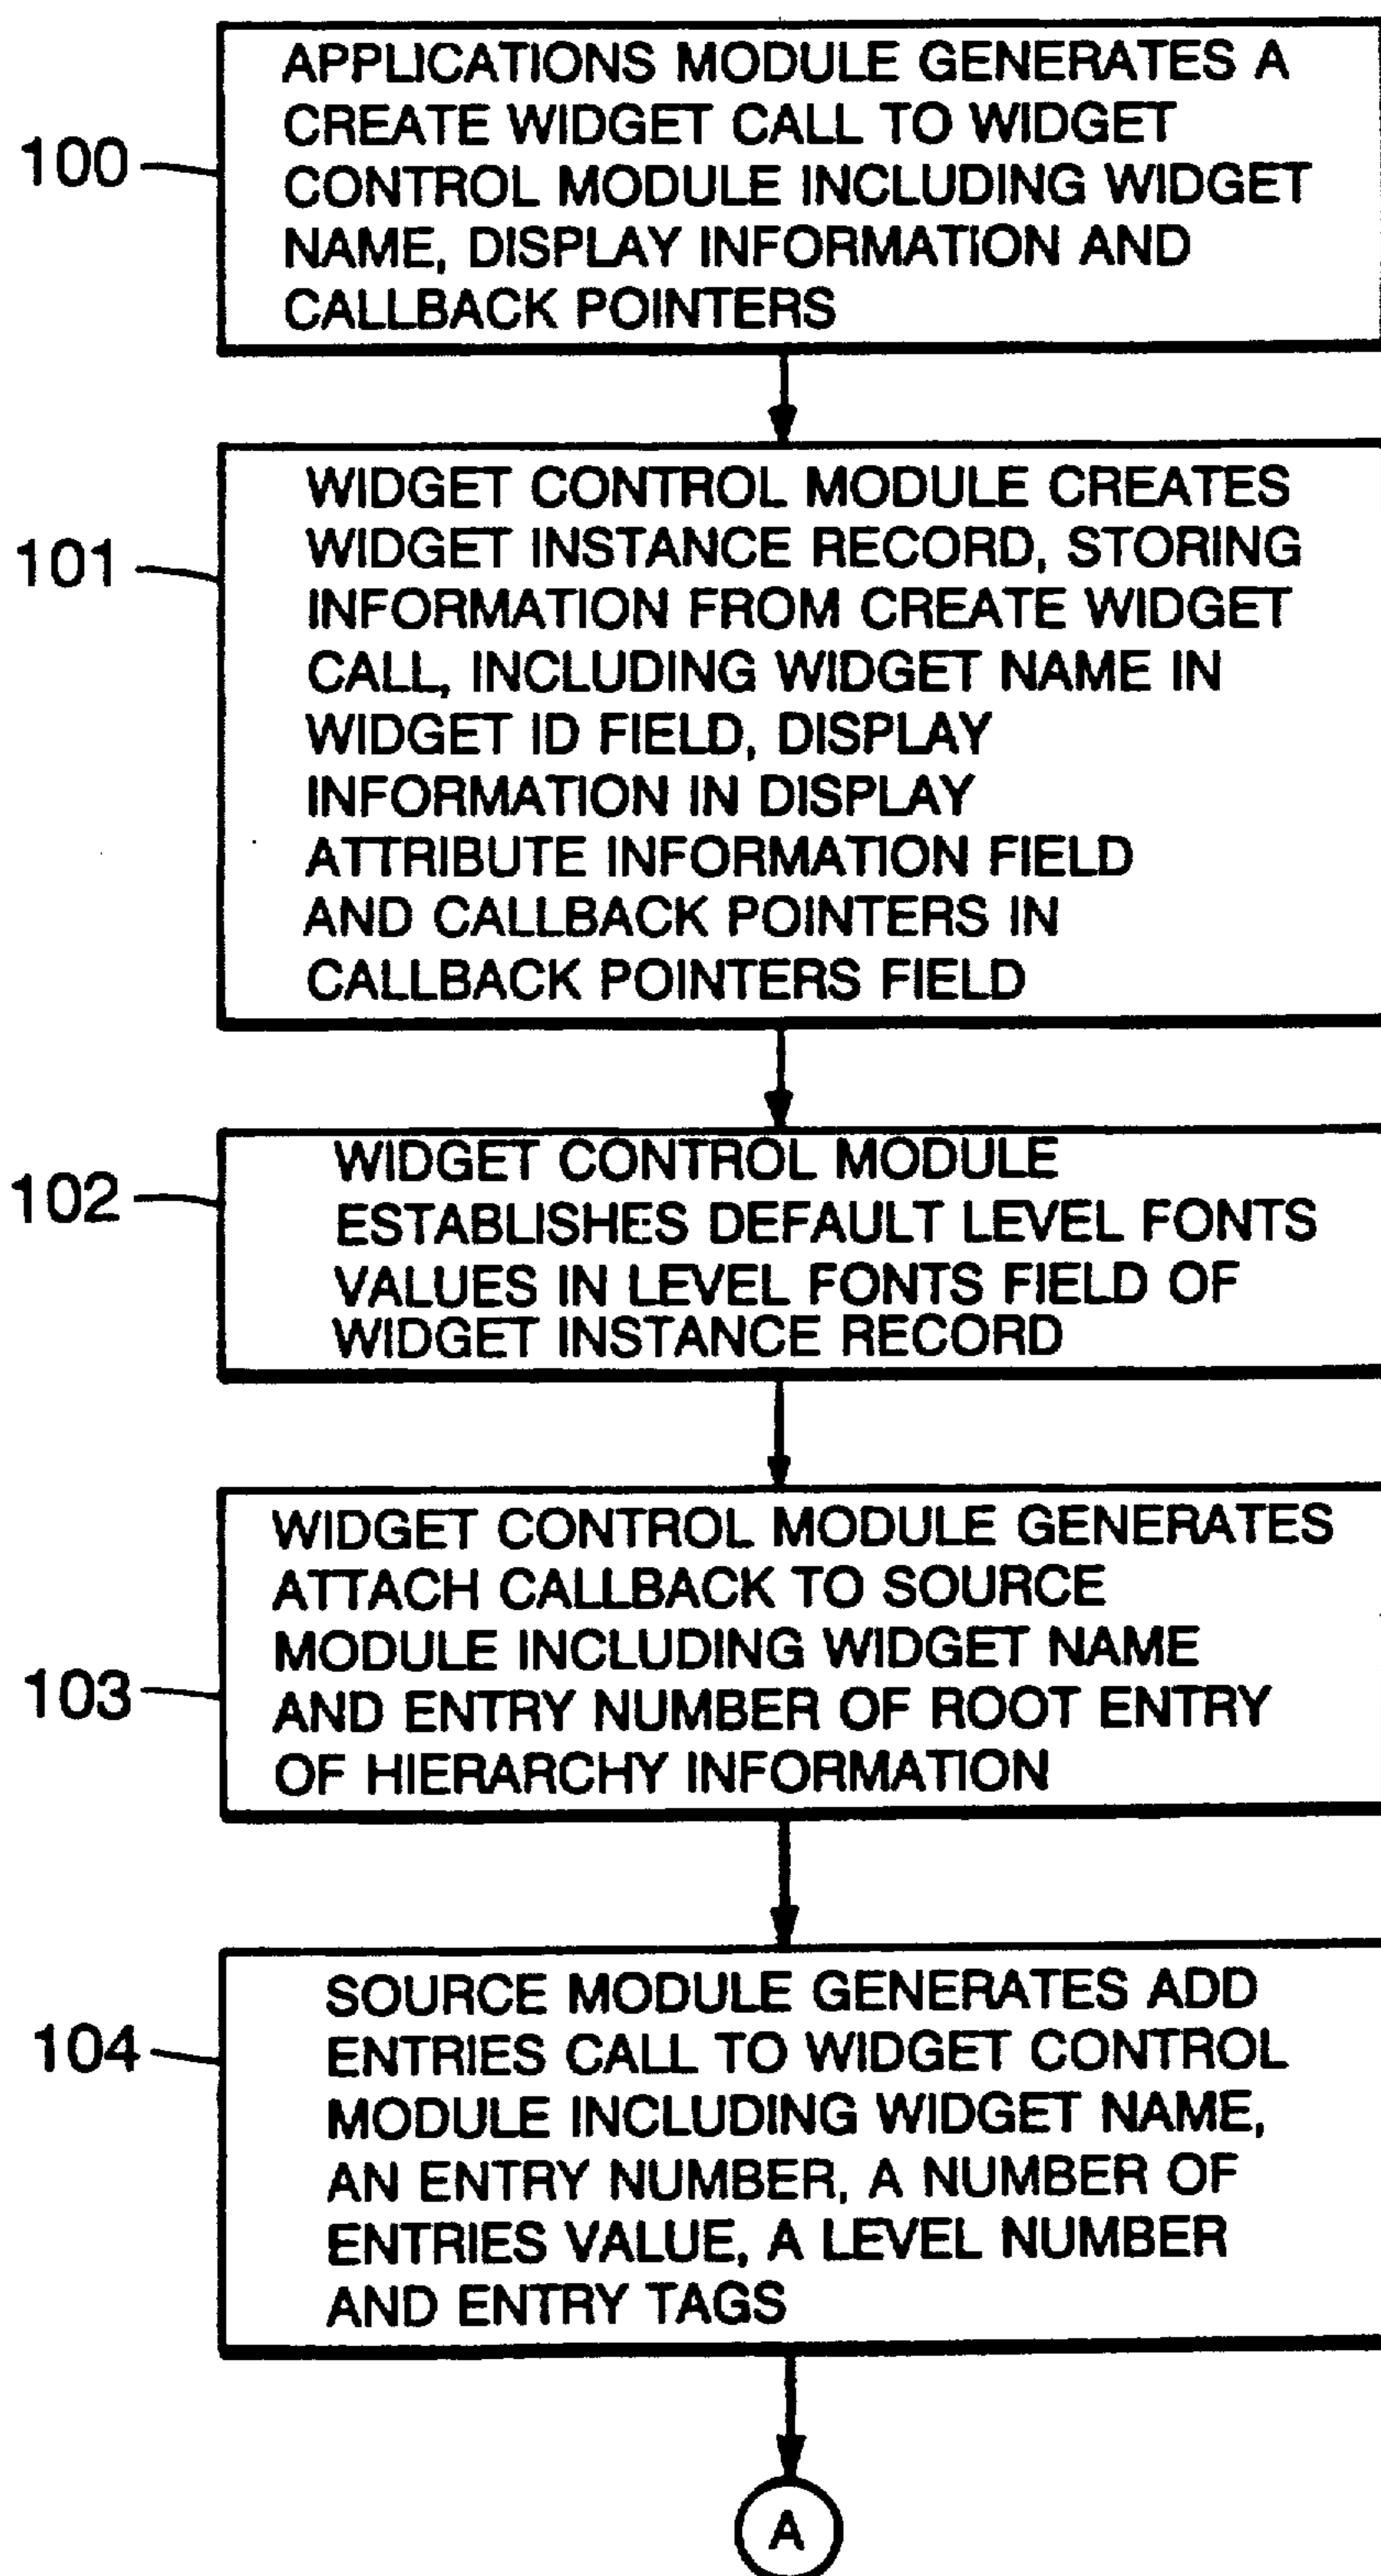 100
APPLICATIONS MODULE GENERATES A
CREATE WIDGET CALL TO WIDGET
CONTROL MODULE INCLUDING WIDGET
NAME, DISPLAY INFORMATION AND
CALLBACK POINTERS
101
WIDGET CONTROL MODULE CREATES
WIDGET INSTANCE RECORD, STORING
INFORMATION FROM CREATE WIDGET
CALL, INCLUDING WIDGET NAME IN
WIDGET ID FIELD, DISPLAY
INFORMATION IN DISPLAY
ATTRIBUTE INFORMATION FIELD
AND CALLBACK POINTERS IN
CALLBACK POINTERS FIELD
102
WIDGET CONTROL MODULE
ESTABLISHES DEFAULT LEVEL FONTS
VALUES IN LEVEL FONTS FIELD OF
WIDGET INSTANCE RECORD
103
WIDGET CONTROL MODULE GENERATES
ATTACH CALLBACK TO SOURCE
MODULE INCLUDING WIDGET NAME
AND ENTRY NUMBER OF ROOT ENTRY
OF HIERARCHY INFORMATION
104
SOURCE MODULE GENERATES ADD
ENTRIES CALL TO WIDGET CONTROL
MODULE INCLUDING WIDGET NAME,
AN ENTRY NUMBER, A NUMBER OF
ENTRIES VALUE, A LEVEL NUMBER
AND ENTRY TAGS
A